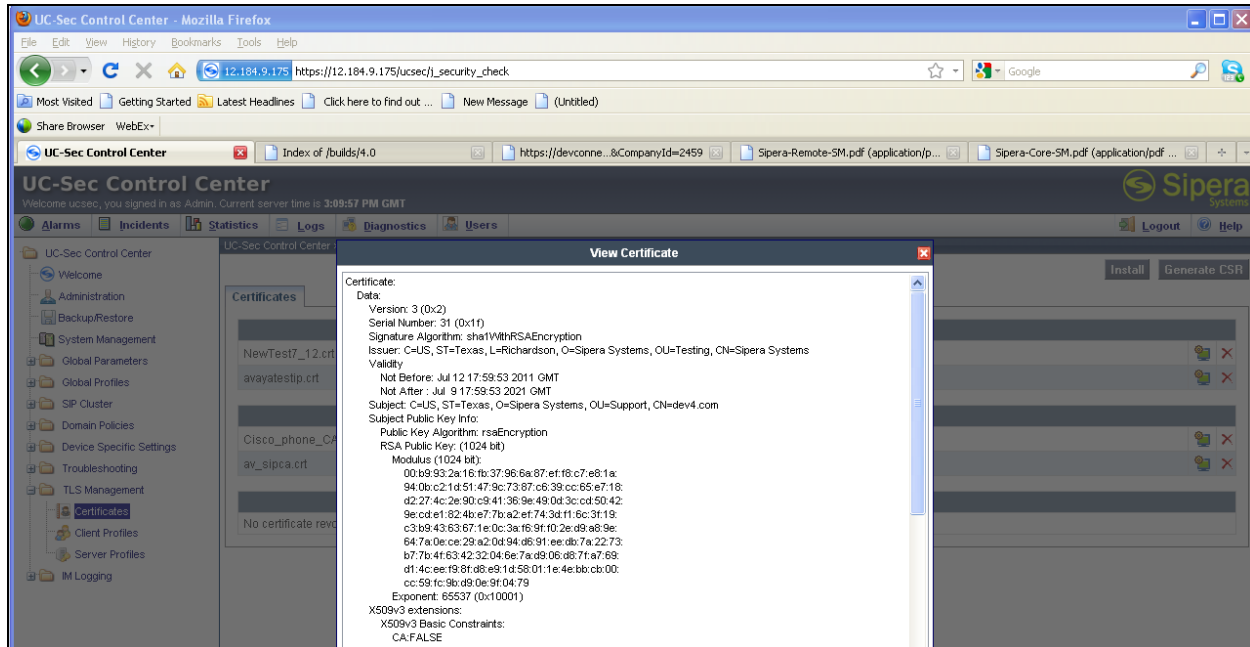 UC-Sec Control Center - Mozilla Firefox
File Edit View History Bookmarks Tools Help
12.184.9.175 https://12.184.9.175/ucsec/j_security_check
Google
Most Visited Getting Started Latest Headlines Click here to find out ... New Message (Untitled)
Share Browser WebEx
UC-Sec Control Center Index of /builds/4.0 https://devconne...&CompanyId=2459 Sipera-Remote-SM.pdf (application/p... Sipera-Core-SM.pdf (application/pdf ...
UC-Sec Control Center
Sipera
Systems
Welcome ucsec, you signed in as Admin. Current server time is 3:09:57 PM GMT
Alarms Incidents Statistics Logs Diagnostics Users Logout Help
UC-Sec Control Center
Welcome
Administration
Backup/Restore
System Management
Global Parameters
Global Profiles
SIP Cluster
Domain Policies
Device Specific Settings
Troubleshooting
TLS Management
Certificates
Client Profiles
Server Profiles
IM Logging
UC-Sec Control Center
Install Generate CSR
Certificates
NewTest7_12.crt
avayatestip.crt
Cisco_phone_CA
av_sipca.crt
No certificate revo
View Certificate
Certificate:
Data:
Version: 3 (0x2)
Serial Number: 31 (0x1f)
Signature Algorithm: sha1WithRSAEncryption
Issuer: C=US, ST=Texas, L=Richardson, O=Sipera Systems, OU=Testing, CN=Sipera Systems
Validity
Not Before: Jul 12 17:59:53 2011 GMT
Not After : Jul 9 17:59:53 2021 GMT
Subject: C=US, ST=Texas, O=Sipera Systems, OU=Support, CN=dev4.com
Subject Public Key Info:
Public Key Algorithm: rsaEncryption
RSA Public Key: (1024 bit)
Modulus (1024 bit):
00:b9:93:2a:16:fb:37:96:6a:87:ef:f8:c7:e8:1a:
94:0b:c2:1d:51:47:9c:73:87:c6:39:cc:65:e7:18:
d2:27:4c:2e:90:c9:41:36:9e:49:0d:3c:cd:50:42:
9e:cd:e1:82:4b:e7:7b:a2:ef:74:3d:f1:6c:3f:19:
c3:b9:43:63:67:1e:0c:3a:f6:9f:f0:2e:d9:a8:9e:
64:7a:0e:ce:29:a2:0d:94:d6:91:ee:db:7a:22:73:
b7:7b:4f:63:42:32:04:6e:7a:d9:06:d8:7f:a7:69:
d1:4c:ee:f9:8f:d8:e9:1d:58:01:1e:4e:bb:cb:00:
cc:59:fc:9b:d9:0e:9f:04:79
Exponent: 65537 (0x10001)
X509v3 extensions:
X509v3 Basic Constraints:
CA:FALSE